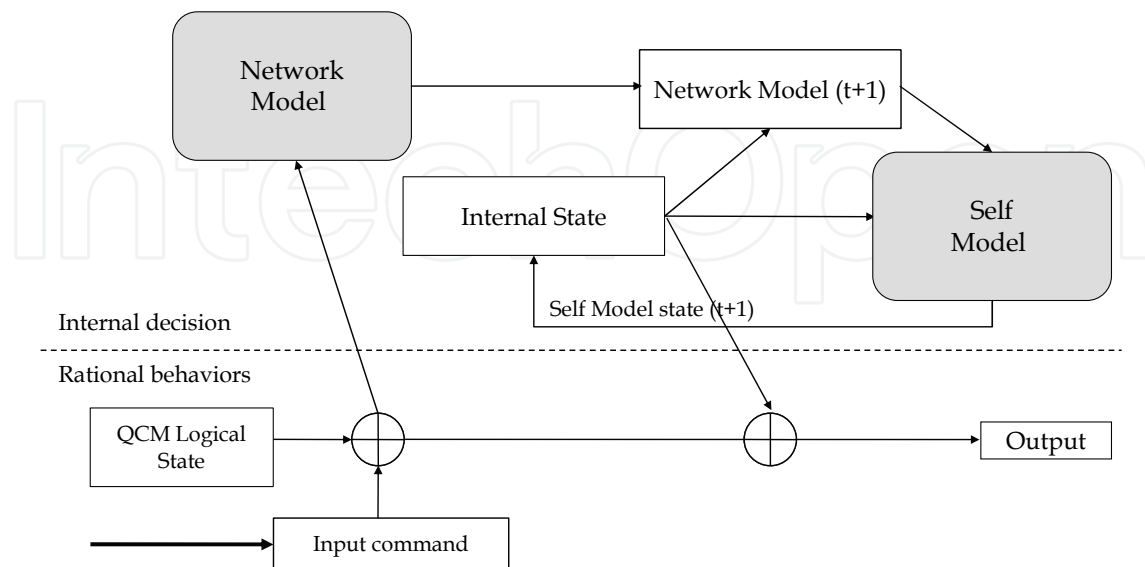 IntechOpen
Network
Model
Network Model (t+1)
Internal State
Self
Model
Self Model state (t+1)
Internal decision
Rational behaviors
QCM Logical
State
Output
Input command